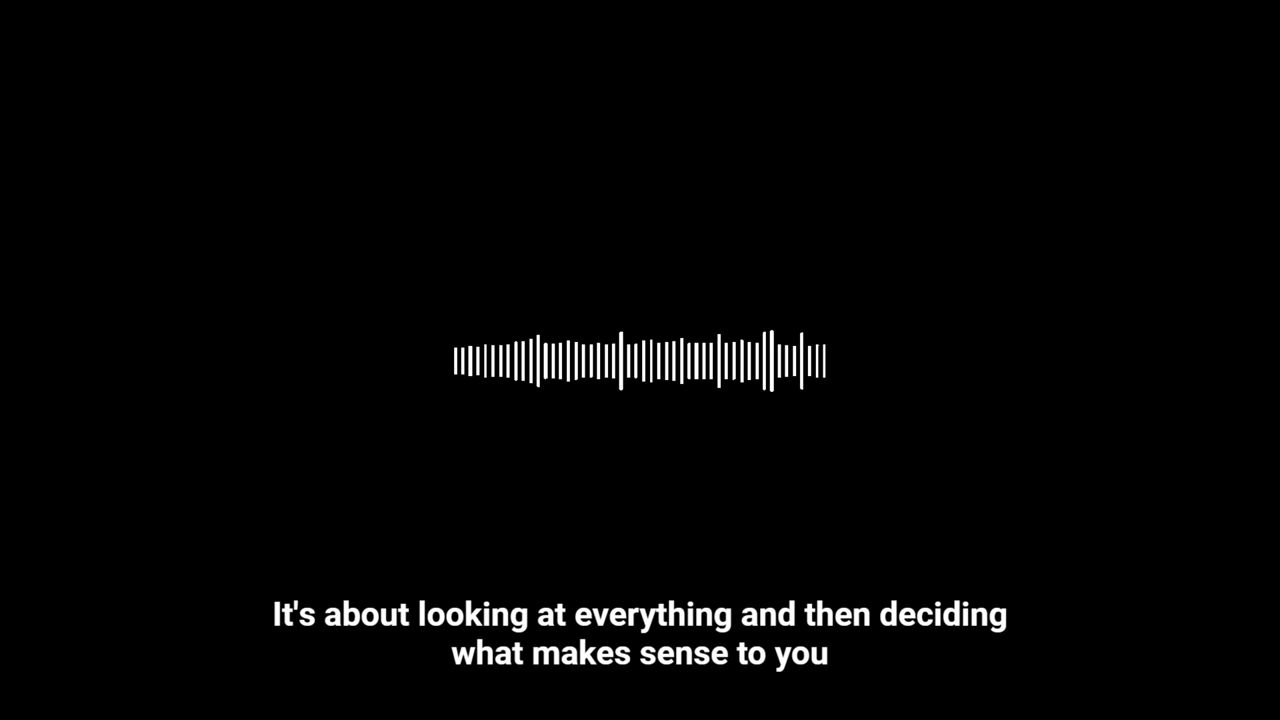 It's about looking at everything and then deciding
what makes sense to you